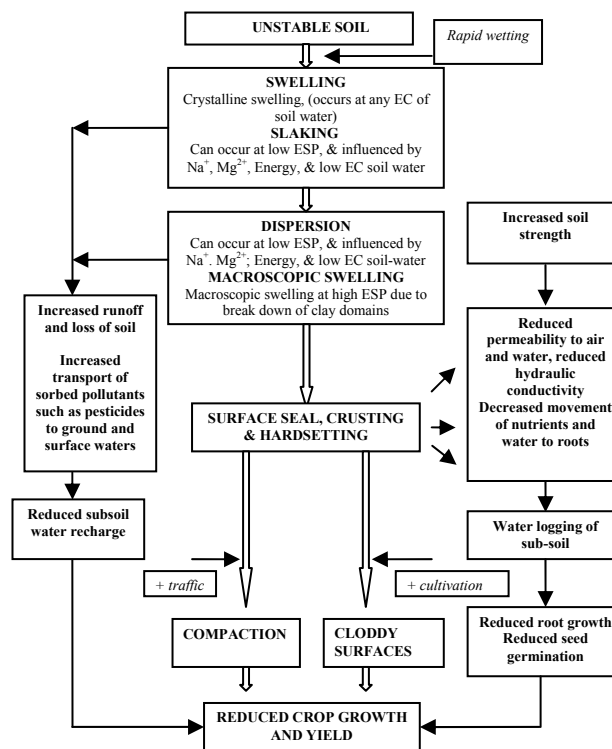 UNSTABLE SOIL
Rapid wetting
SWELLING
Crystalline swelling, (occurs at any EC of
soil water)
SLAKING
Can occur at low ESP, & influenced by
Na⁺, Mg²⁺, Energy, & low EC soil water
DISPERSION
Can occur at low ESP, & influenced by
Na⁺. Mg²⁺; Energy, & low EC soil-water
MACROSCOPIC SWELLING
Macroscopic swelling at high ESP due to
break down of clay domains
Increased soil
strength
Increased runoff
and loss of soil
Increased
transport of
sorbed pollutants
such as pesticides
to ground and
surface waters
Reduced
permeability to air
and water, reduced
hydraulic
conductivity
Decreased movement
of nutrients and
water to roots
SURFACE SEAL, CRUSTING
& HARDSETTING
Reduced subsoil
water recharge
Water logging of
sub-soil
+ traffic
+ cultivation
COMPACTION
CLODDY
SURFACES
Reduced root growth
Reduced seed
germination
REDUCED CROP GROWTH
AND YIELD